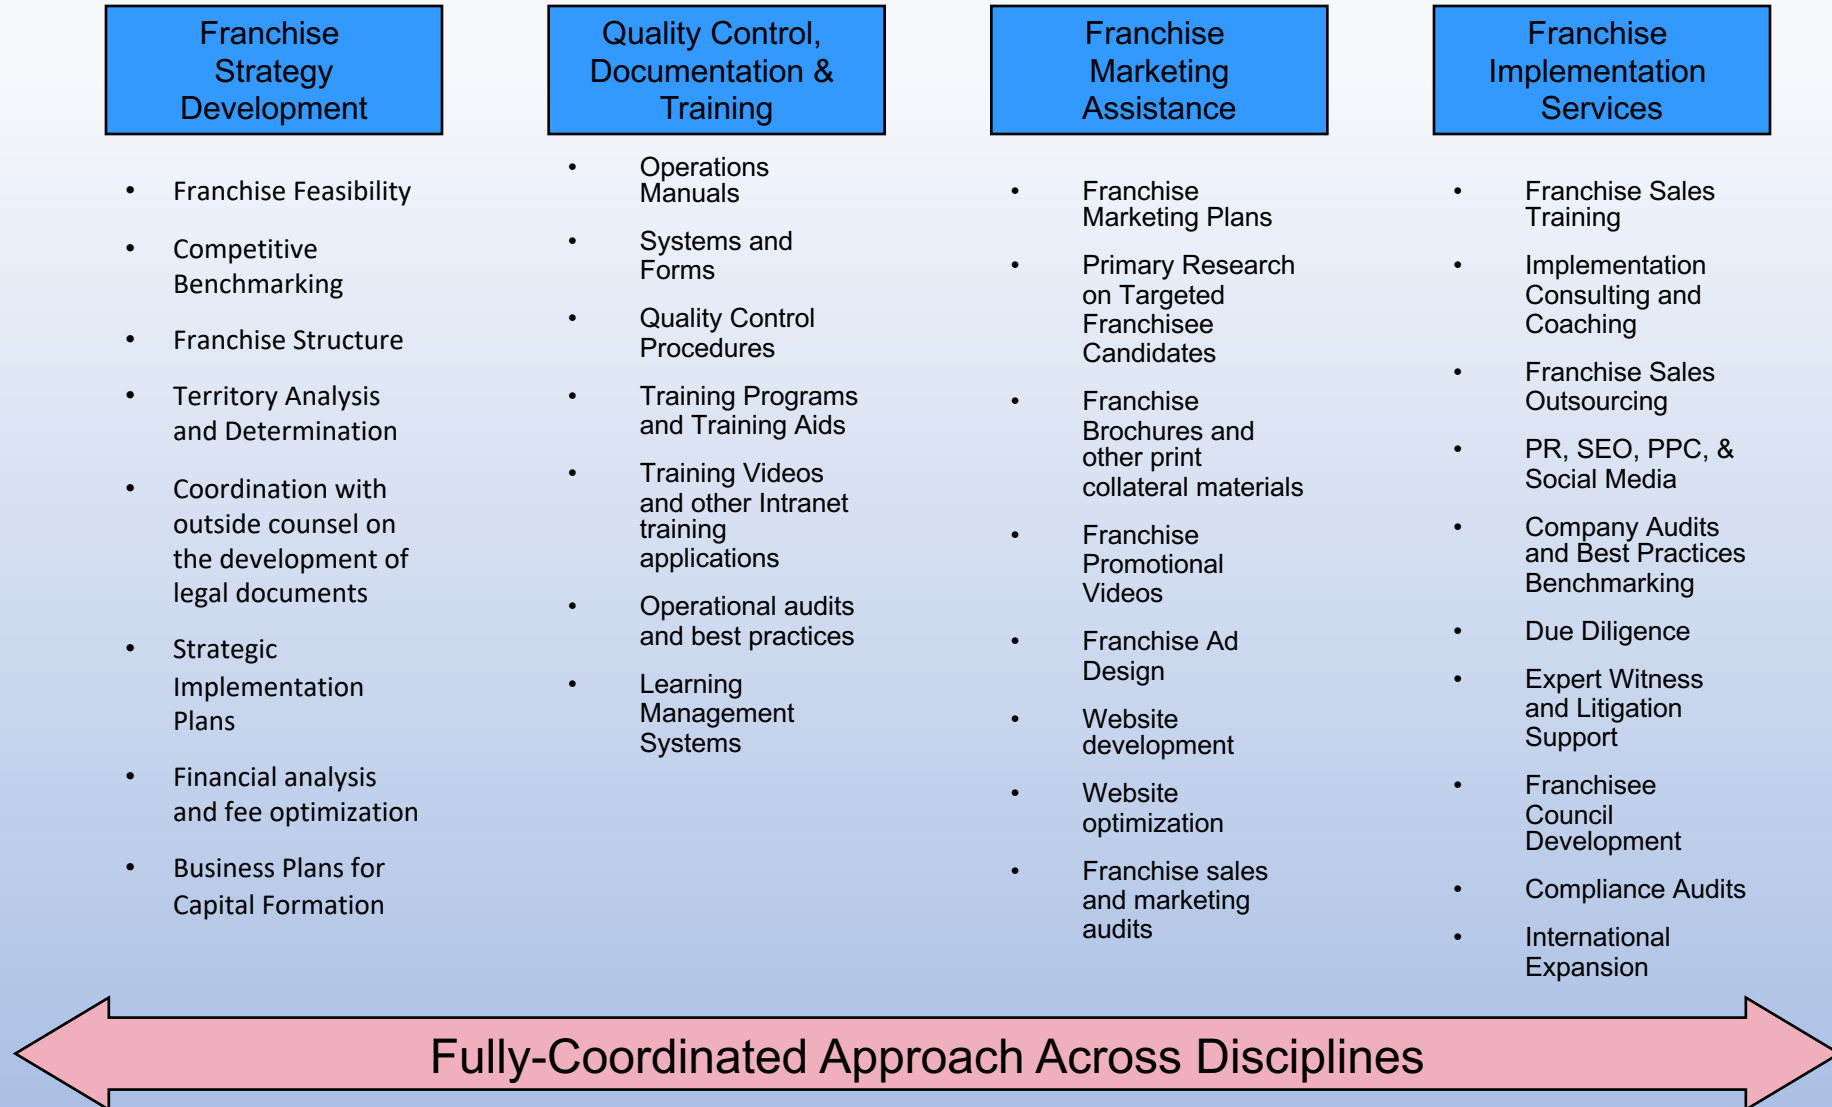 Franchise
Strategy
Development
• Franchise Feasibility
• Competitive
Benchmarking
• Franchise Structure
• Territory Analysis
and Determination
• Coordination with
outside counsel on
the development of
legal documents
• Strategic
Implementation
Plans
• Financial analysis
and fee optimization
• Business Plans for
Capital Formation
Quality Control,
Documentation &
Training
• Operations
Manuals
• Systems and
Forms
• Quality Control
Procedures
• Training Programs
and Training Aids
• Training Videos
and other Intranet
training
applications
• Operational audits
and best practices
• Learning
Management
Systems
Franchise
Marketing
Assistance
• Franchise
Marketing Plans
• Primary Research
on Targeted
Franchisee
Candidates
• Franchise
Brochures and
other print
collateral materials
• Franchise
Promotional
Videos
• Franchise Ad
Design
• Website
development
• Website
optimization
• Franchise sales
and marketing
audits
Franchise
Implementation
Services
• Franchise Sales
Training
• Implementation
Consulting and
Coaching
• Franchise Sales
Outsourcing
• PR, SEO, PPC, &
Social Media
• Company Audits
and Best Practices
Benchmarking
• Due Diligence
• Expert Witness
and Litigation
Support
• Franchisee
Council
Development
• Compliance Audits
• International
Expansion
Fully-Coordinated Approach Across Disciplines